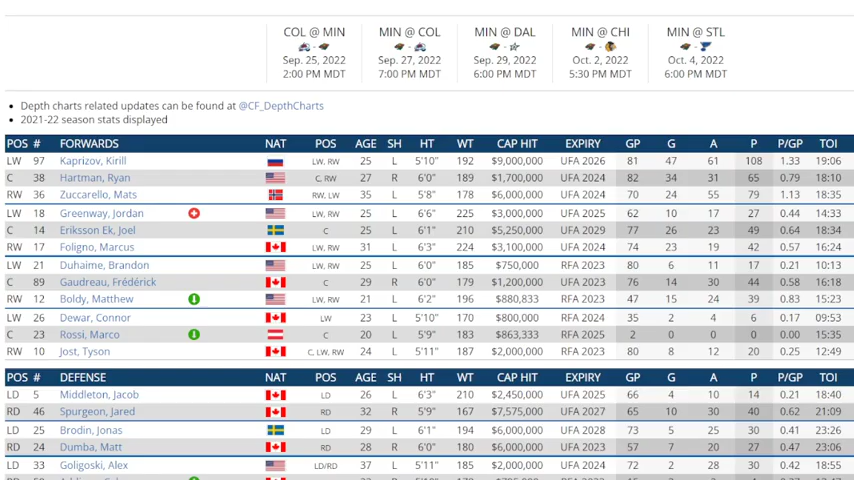 COL @ MIN MIN @ COL MIN @ DAL MIN @ CHI MIN @ STL
Sep. 25, 2022 Sep. 27, 2022 Sep. 29, 2022 Oct. 2, 2022 Oct. 4, 2022
2:00 PM MDT 7:00 PM MDT 6:00 PM MDT 5:30 PM MDT 6:00 PM MDT
• Depth charts related updates can be found at @CF_DepthCharts
• 2021-22 season stats displayed
POS # FORWARDS NAT POS AGE SH HT WT CAP HIT EXPIRY GP G A P P/GP TOI
LW 97 Kaprizov, Kirill LW, RW 25 L 5'10" 192 $9,000,000 UFA 2026 81 47 61 108 1.33 19:06
C 38 Hartman, Ryan C, RW 27 R 6'0" 189 $1,700,000 UFA 2024 82 34 31 65 0.79 18:10
RW 36 Zuccarello, Mats RW, LW 35 L 5'8" 178 $6,000,000 UFA 2024 70 24 55 79 1.13 18:35
LW 18 Greenway, Jordan LW, RW 25 L 6'6" 225 $3,000,000 UFA 2025 62 10 17 27 0.44 14:33
C 14 Eriksson Ek, Joel C 25 L 6'1" 210 $5,250,000 UFA 2029 77 26 23 49 0.64 18:34
RW 17 Foligno, Marcus LW, RW 31 L 6'3" 224 $3,100,000 UFA 2024 74 23 19 42 0.57 16:24
LW 21 Duhaime, Brandon LW, RW 25 L 6'0" 185 $750,000 RFA 2023 80 6 11 17 0.21 10:13
C 89 Gaudreau, Frédérick C 29 R 6'0" 179 $1,200,000 UFA 2023 76 14 30 44 0.58 16:18
RW 12 Boldy, Matthew LW, RW 21 L 6'2" 196 $880,833 RFA 2023 47 15 24 39 0.83 15:23
LW 26 Dewar, Connor LW 23 L 5'10" 170 $800,000 RFA 2024 35 2 4 6 0.17 09:53
C 23 Rossi, Marco C 20 L 5'9" 183 $863,333 RFA 2025 2 0 0 0 0.00 15:35
RW 10 Jost, Tyson C, LW, RW 24 L 5'11" 187 $2,000,000 RFA 2023 80 8 12 20 0.25 12:49
POS # DEFENSE NAT POS AGE SH HT WT CAP HIT EXPIRY GP G A P P/GP TOI
LD 5 Middleton, Jacob LD 26 L 6'3" 210 $2,450,000 UFA 2025 66 4 10 14 0.21 18:40
RD 46 Spurgeon, Jared RD 32 R 5'9" 167 $7,575,000 UFA 2027 65 10 30 40 0.62 21:09
LD 25 Brodin, Jonas LD 29 L 6'1" 194 $6,000,000 UFA 2028 73 5 25 30 0.41 23:26
RD 24 Dumba, Matt RD 28 R 6'0" 180 $6,000,000 UFA 2023 57 7 20 27 0.47 23:06
LD 33 Goligoski, Alex LD/RD 37 L 5'11" 185 $2,000,000 UFA 2024 72 2 28 30 0.42 18:55